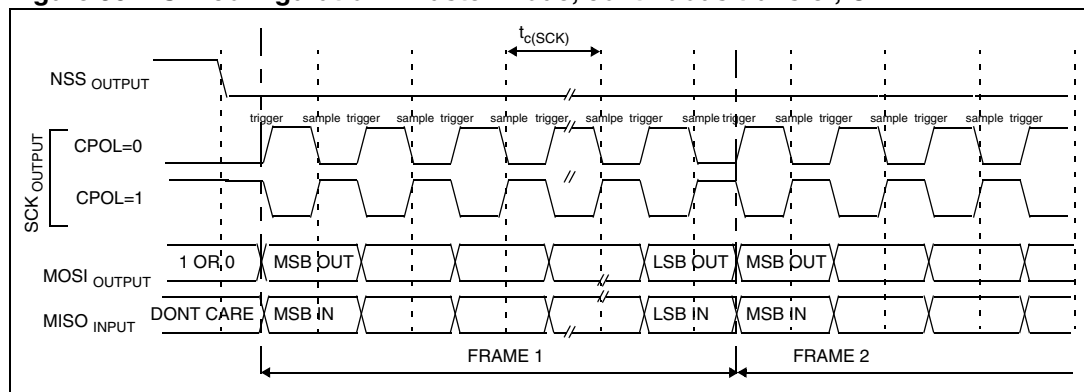 tc(SCK)
NSS OUTPUT
trigger sample trigger sample trigger sample trigger samlpe trigger sample trigger sample trigger sample trigger sample trigger
SCK OUTPUT
CPOL=0
CPOL=1
MOSI OUTPUT
1 OR 0 MSB OUT LSB OUT MSB OUT
MISO INPUT
DONT CARE MSB IN LSB IN MSB IN
FRAME 1 FRAME 2